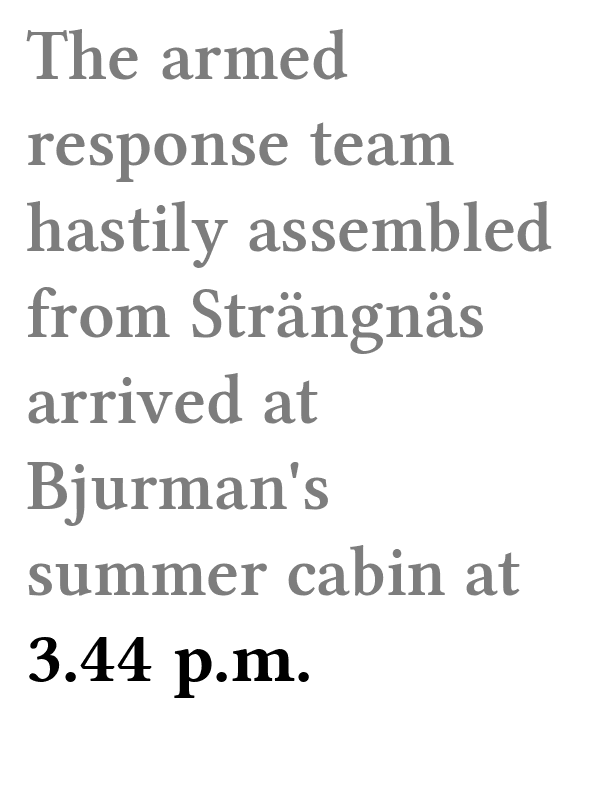 The armed
response team
hastily assembled
from Strängnäs
arrived at
Bjurman's
summer cabin at
3.44 p.m.